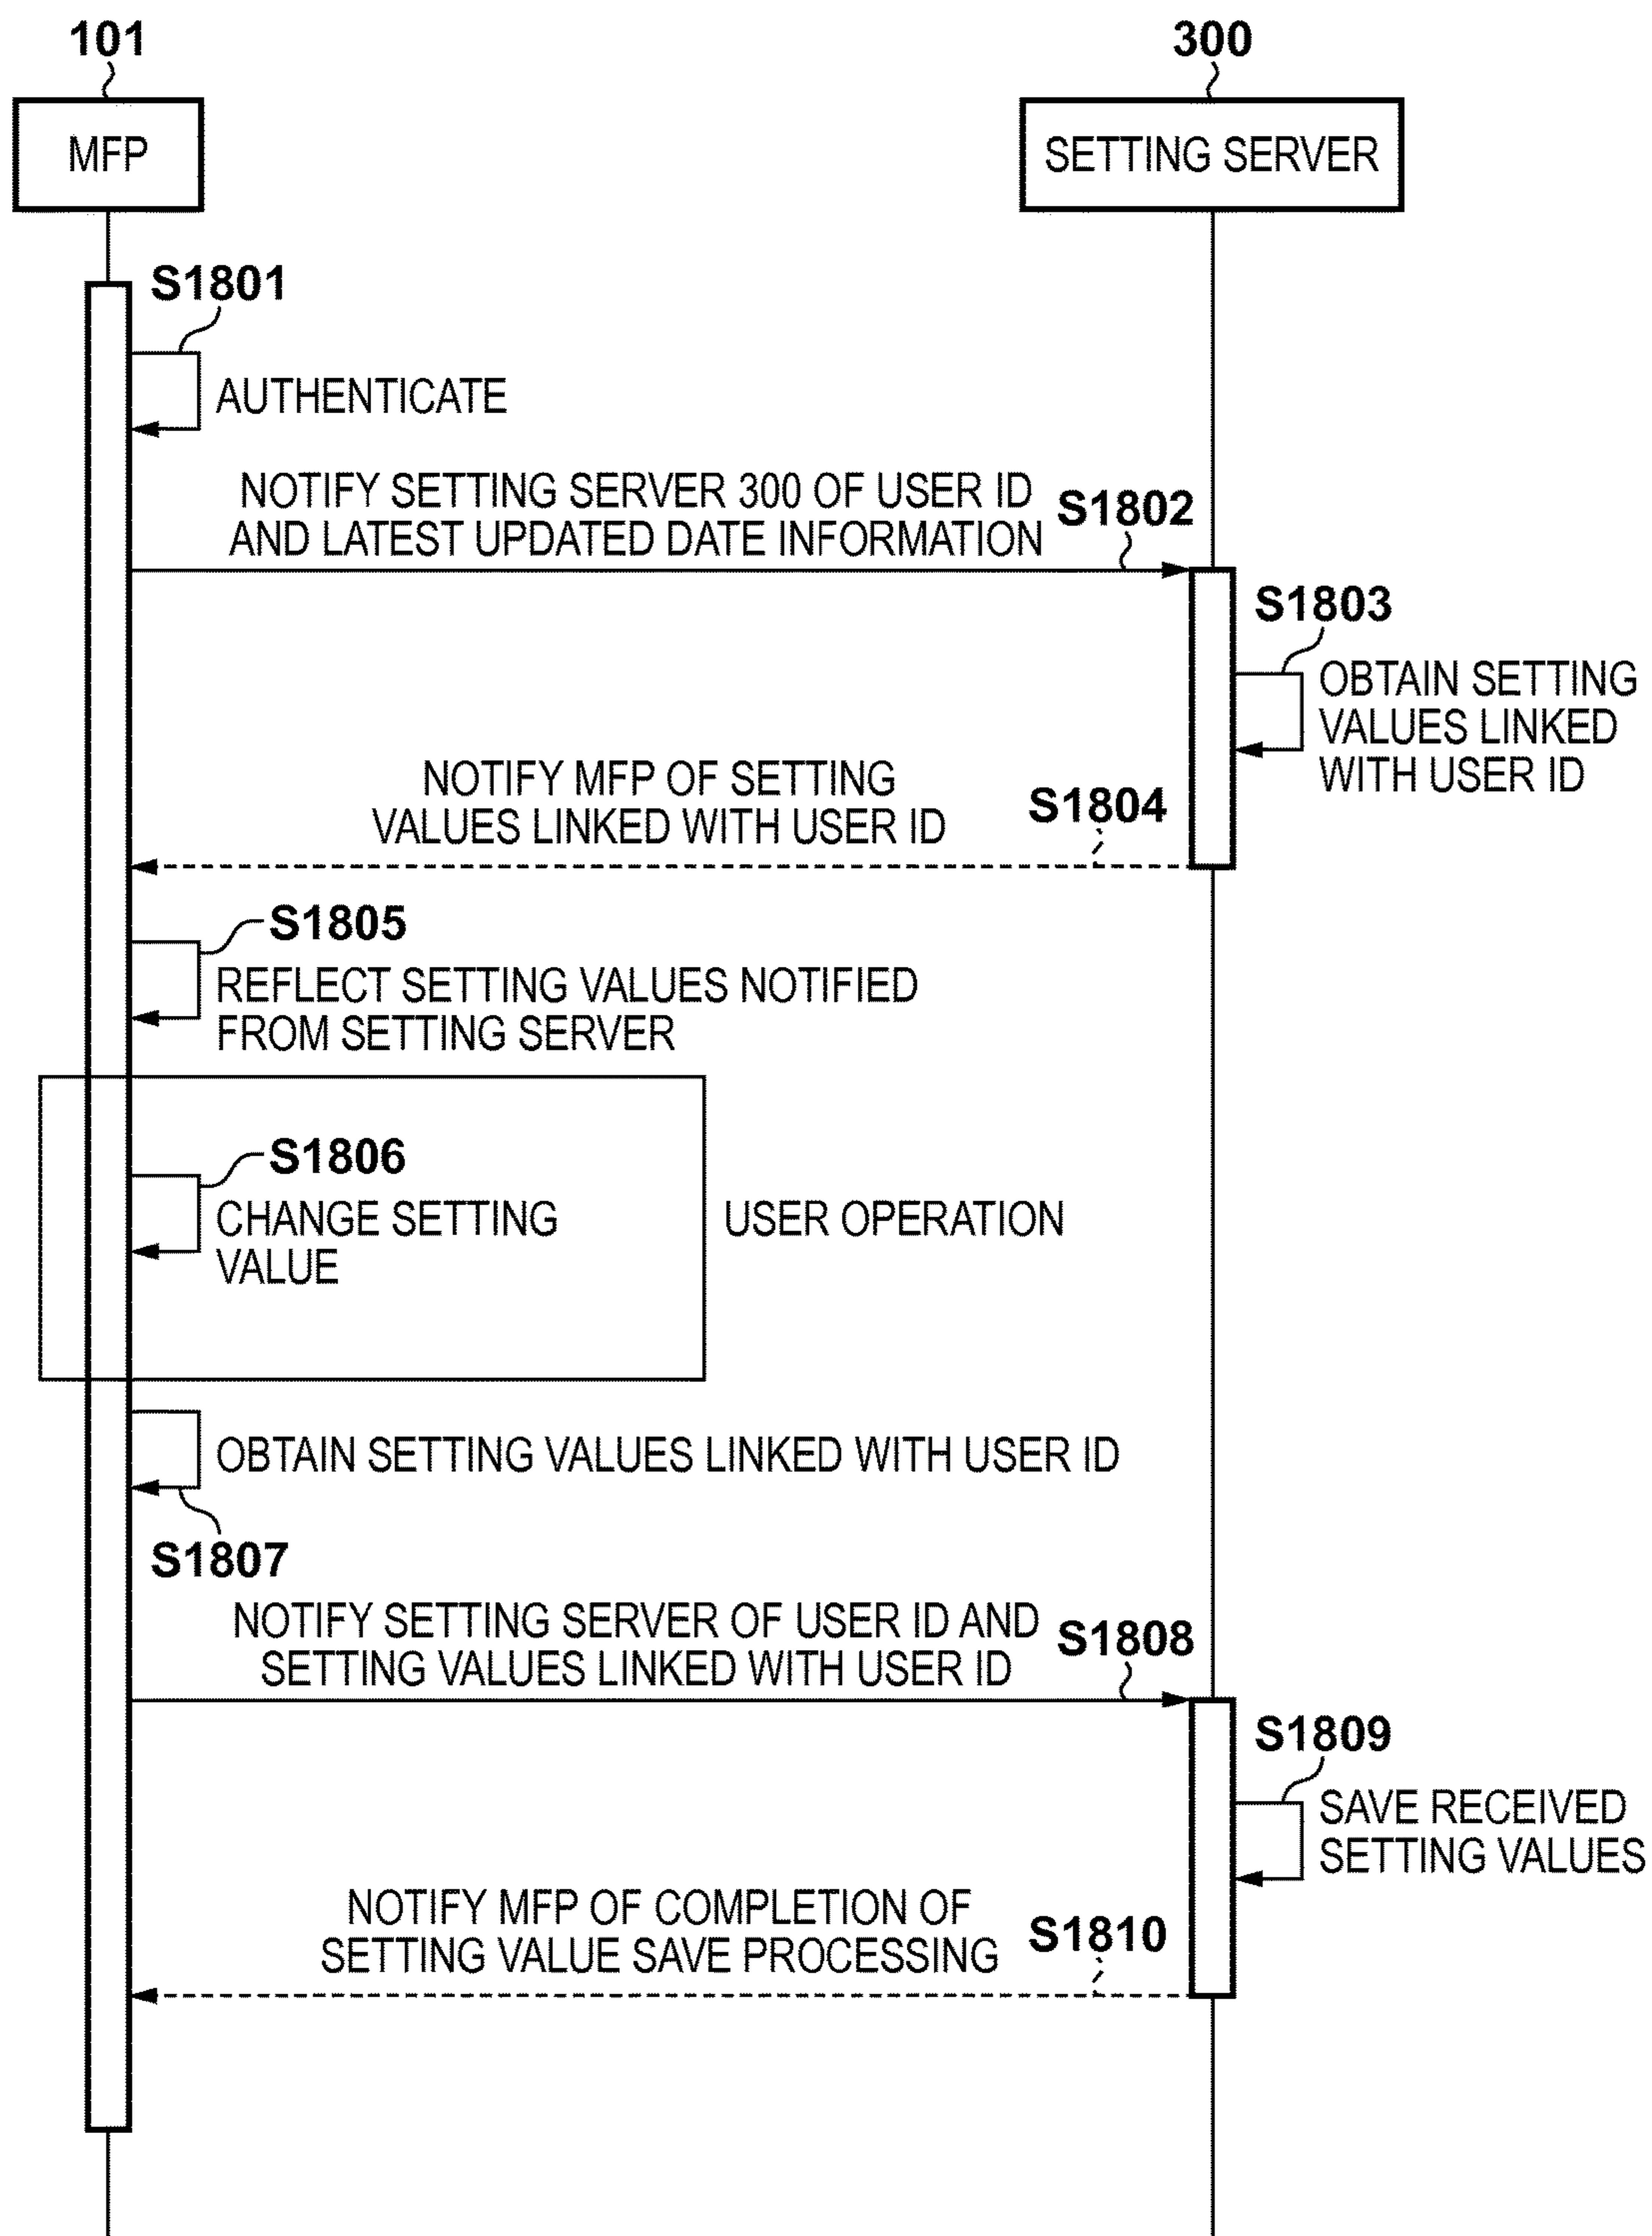 101
300
MFP
SETTING SERVER
S1801
AUTHENTICATE
NOTIFY SETTING SERVER 300 OF USER ID
AND LATEST UPDATED DATE INFORMATION
S1802
S1803
OBTAIN SETTING
VALUES LINKED
WITH USER ID
NOTIFY MFP OF SETTING
VALUES LINKED WITH USER ID
S1804
S1805
REFLECT SETTING VALUES NOTIFIED
FROM SETTING SERVER
S1806
CHANGE SETTING
VALUE
USER OPERATION
OBTAIN SETTING VALUES LINKED WITH USER ID
S1807
NOTIFY SETTING SERVER OF USER ID AND
SETTING VALUES LINKED WITH USER ID
S1808
S1809
SAVE RECEIVED
SETTING VALUES
NOTIFY MFP OF COMPLETION OF
SETTING VALUE SAVE PROCESSING
S1810